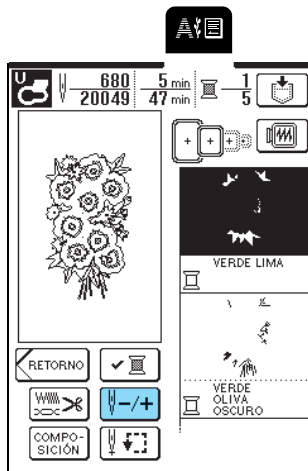 A
U
680 5 min 1
20049 47 min 5
VERDE LIMA
RETORNO
VERDE
OLIVA
OSCURO
-/+
COMPO-
SICIÓN